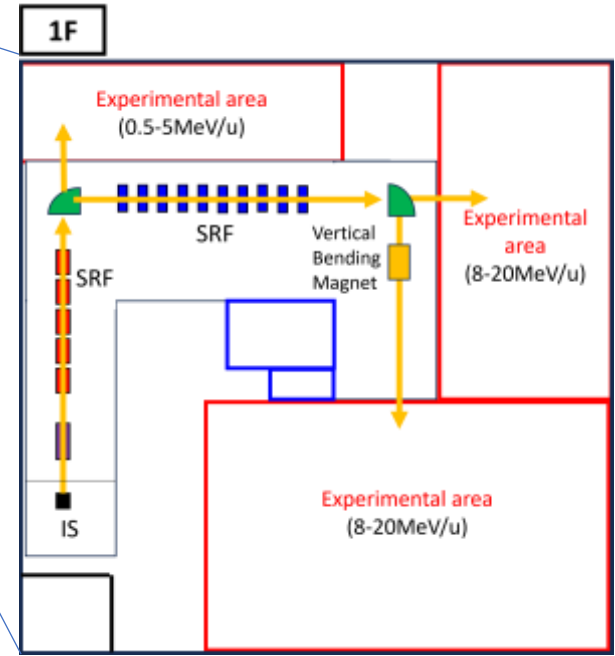 1F
Experimental area
(0.5-5MeV/u)
SRF
Vertical
Bending
Magnet
Experimental
area
(8-20MeV/u)
SRF
IS
Experimental area
(8-20MeV/u)